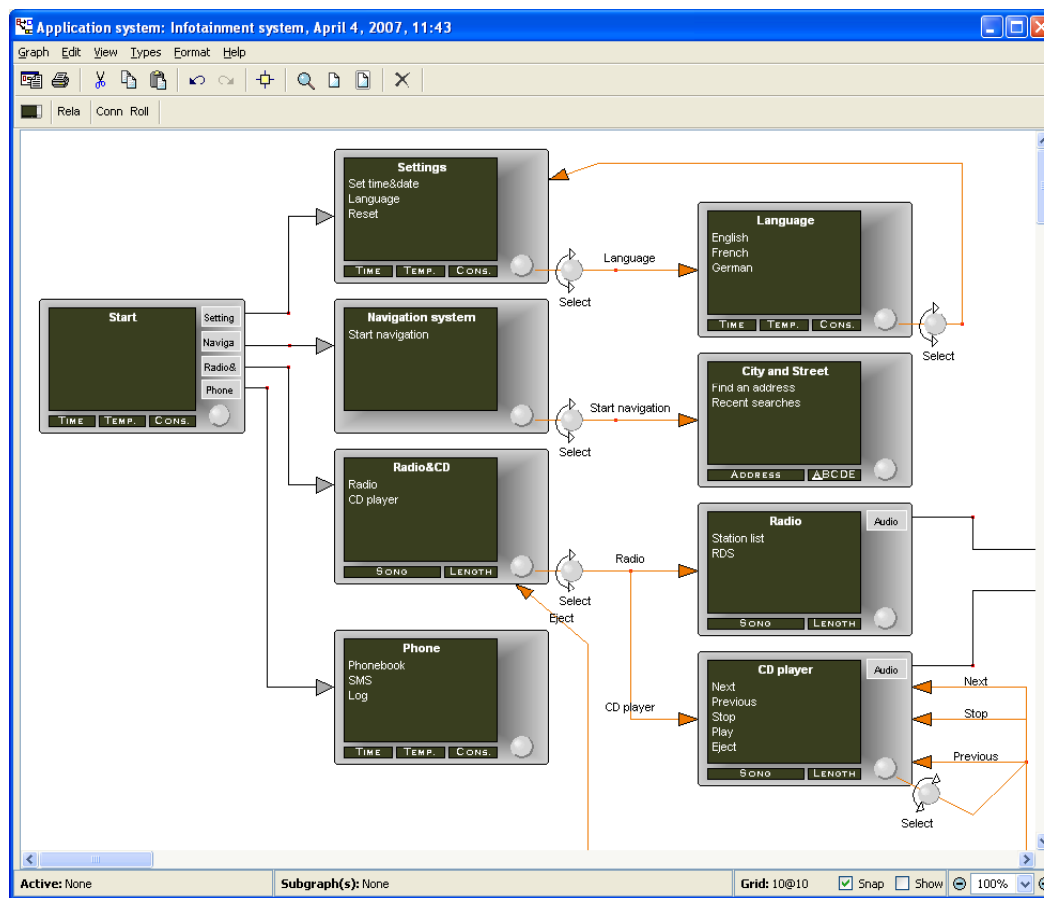 Application system: Infotainment system, April 4, 2007, 11:43
Graph Edit View Types Format Help
Rela Conn Roll
Settings
Set time&date
Language
Reset
TIME TEMP. CONS.
Select
Language
Language
English
French
German
TIME TEMP. CONS.
Select
Start
Setting
Naviga
Radio&
Phone
TIME TEMP. CONS.
Navigation system
Start navigation
Select
Start navigation
City and Street
Find an address
Recent searches
ADDRESS ABCDE
Radio&CD
Radio
CD player
SONG LENGTH
Select
Eject
Radio
CD player
Radio
Audio
Station list
RDS
SONG LENGTH
Phone
Phonebook
SMS
Log
TIME TEMP. CONS.
CD player
Audio
Next
Previous
Stop
Play
Eject
SONG LENGTH
Next
Stop
Previous
Select
Active: None Subgraph(s): None Grid: 10@10 Snap Show 100%